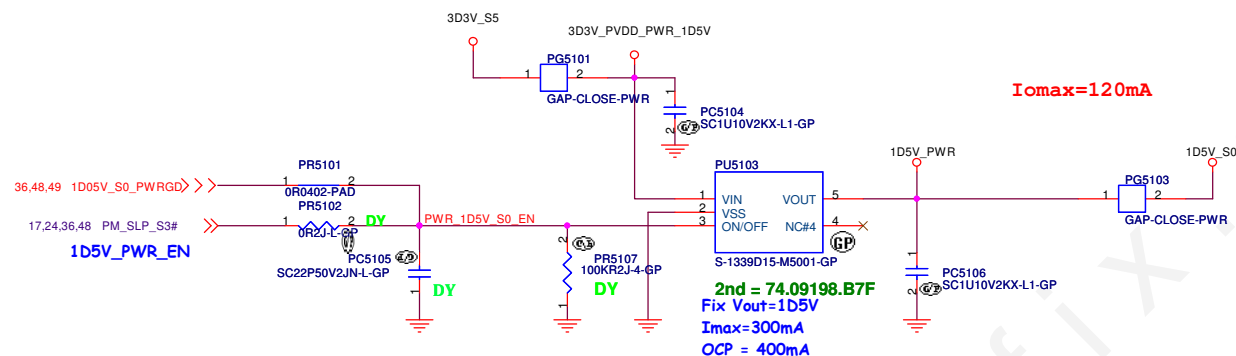 3D3V_S5
3D3V_PVDD_PWR_1D5V
PG5101
1
2
GAP-CLOSE-PWR
Iomax=120mA
1
PC5104
SC1U10V2KX-L1-GP
2
36,48,49 1D05V_S0_PWRGD
PR5101
1
2
0R0402-PAD
17,24,36,48 PM_SLP_S3#
PR5102
1
2
DY
0R2J-L-GP
1D5V_PWR_EN
PWR_1D5V_S0_EN
PC5105
SC22P50V2JN-L-GP
2
1
DY
2
PR5107
100KR2J-4-GP
DY
1
PU5103
1
VIN
VOUT
5
2
VSS
3
ON/OFF
NC#4
4
GP
S-1339D15-M5001-GP
2nd = 74.09198.B7F
Fix Vout=1D5V
Imax=300mA
OCP = 400mA
1D5V_PWR
1
PC5106
SC1U10V2KX-L1-GP
2
1D5V_S0
PG5103
1
2
GAP-CLOSE-PWR